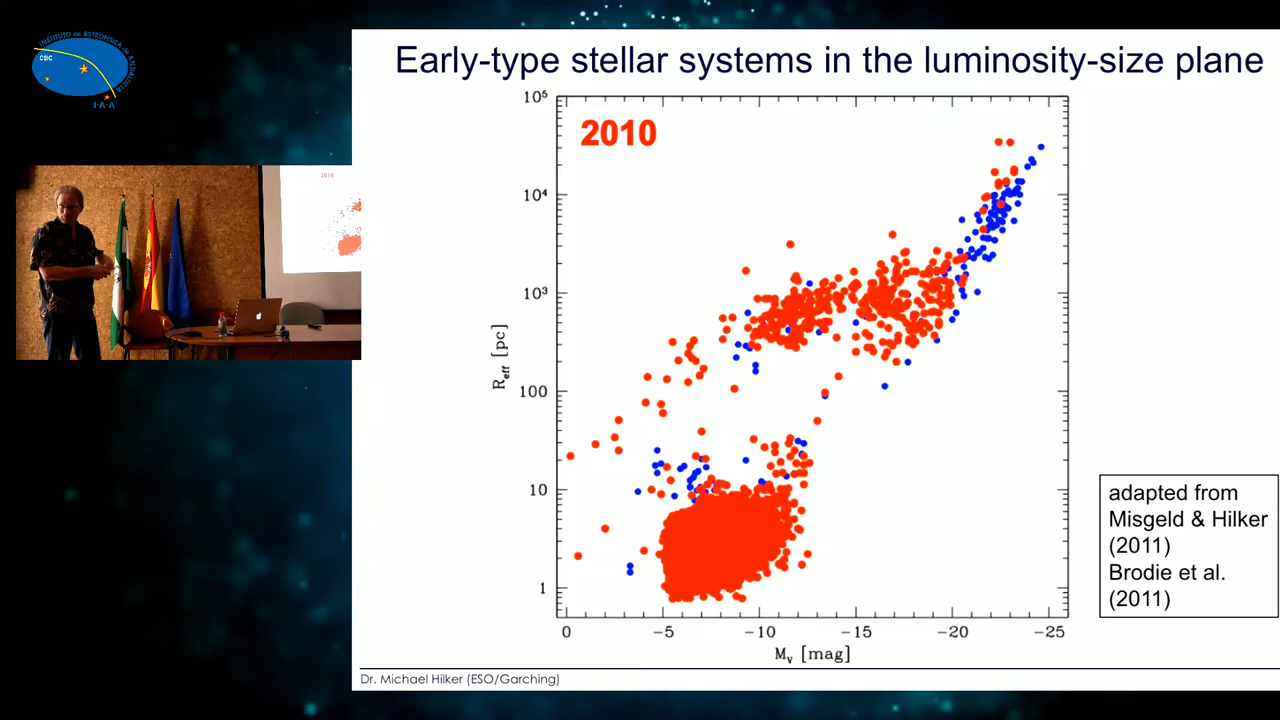 INSTITUTO de ASTROFISICA de ANDALUCIA
CSIC
I·A·A
Early-type stellar systems in the luminosity-size plane
2010
10⁵
10⁴
10³
100
10
1
R_eff [pc]
0 −5 −10 −15 −20 −25
M_V [mag]
adapted from
Misgeld & Hilker
(2011)
Brodie et al.
(2011)
Dr. Michael Hilker (ESO/Garching)
2010